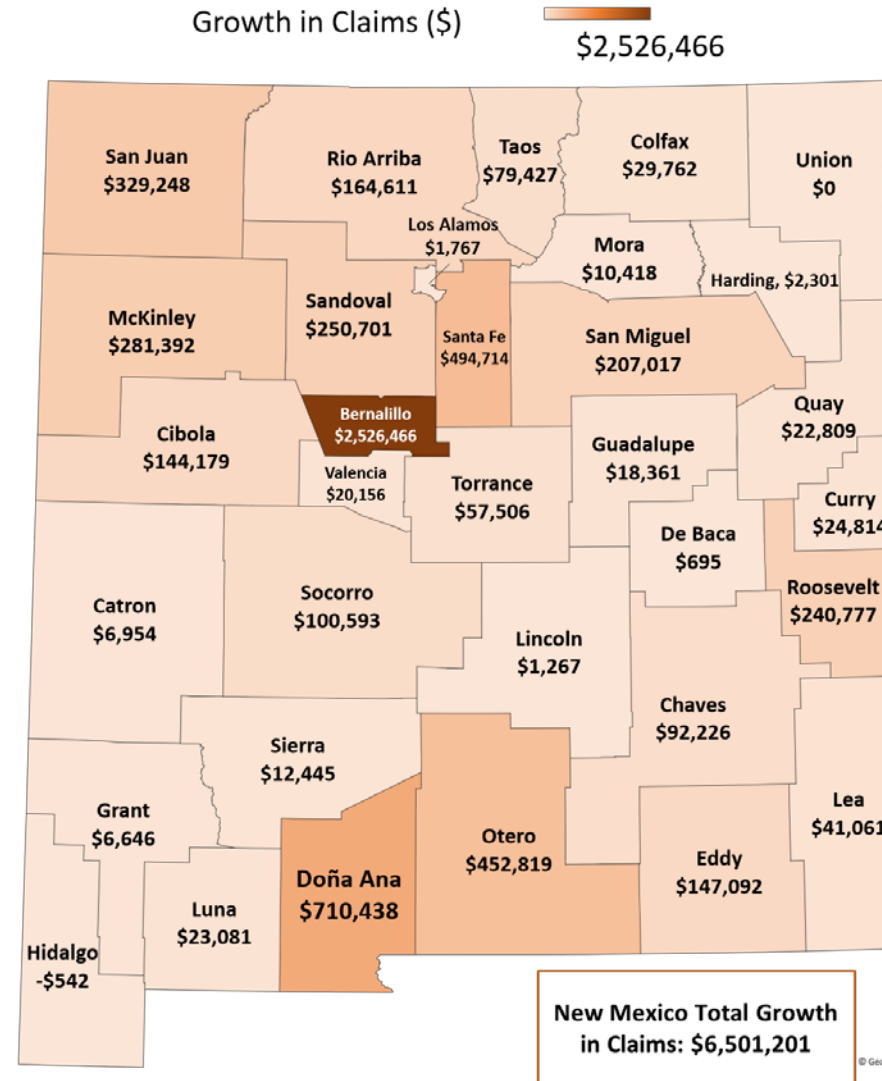 Growth in Claims ($)
$2,526,466
San Juan
$329,248
Rio Arriba
$164,611
Taos
$79,427
Colfax
$29,762
Union
$0
Los Alamos
$1,767
Mora
$10,418
Harding, $2,301
McKinley
$281,392
Sandoval
$250,701
Santa Fe
$494,714
San Miguel
$207,017
Quay
$22,809
Bernalillo
$2,526,466
Cibola
$144,179
Guadalupe
$18,361
Valencia
$20,156
Torrance
$57,506
Curry
$24,814
De Baca
$695
Roosevelt
$240,777
Catron
$6,954
Socorro
$100,593
Lincoln
$1,267
Chaves
$92,226
Sierra
$12,445
Grant
$6,646
Lea
$41,061
Otero
$452,819
Eddy
$147,092
Doña Ana
$710,438
Luna
$23,081
Hidalgo
-$542
New Mexico Total Growth
in Claims: $6,501,201